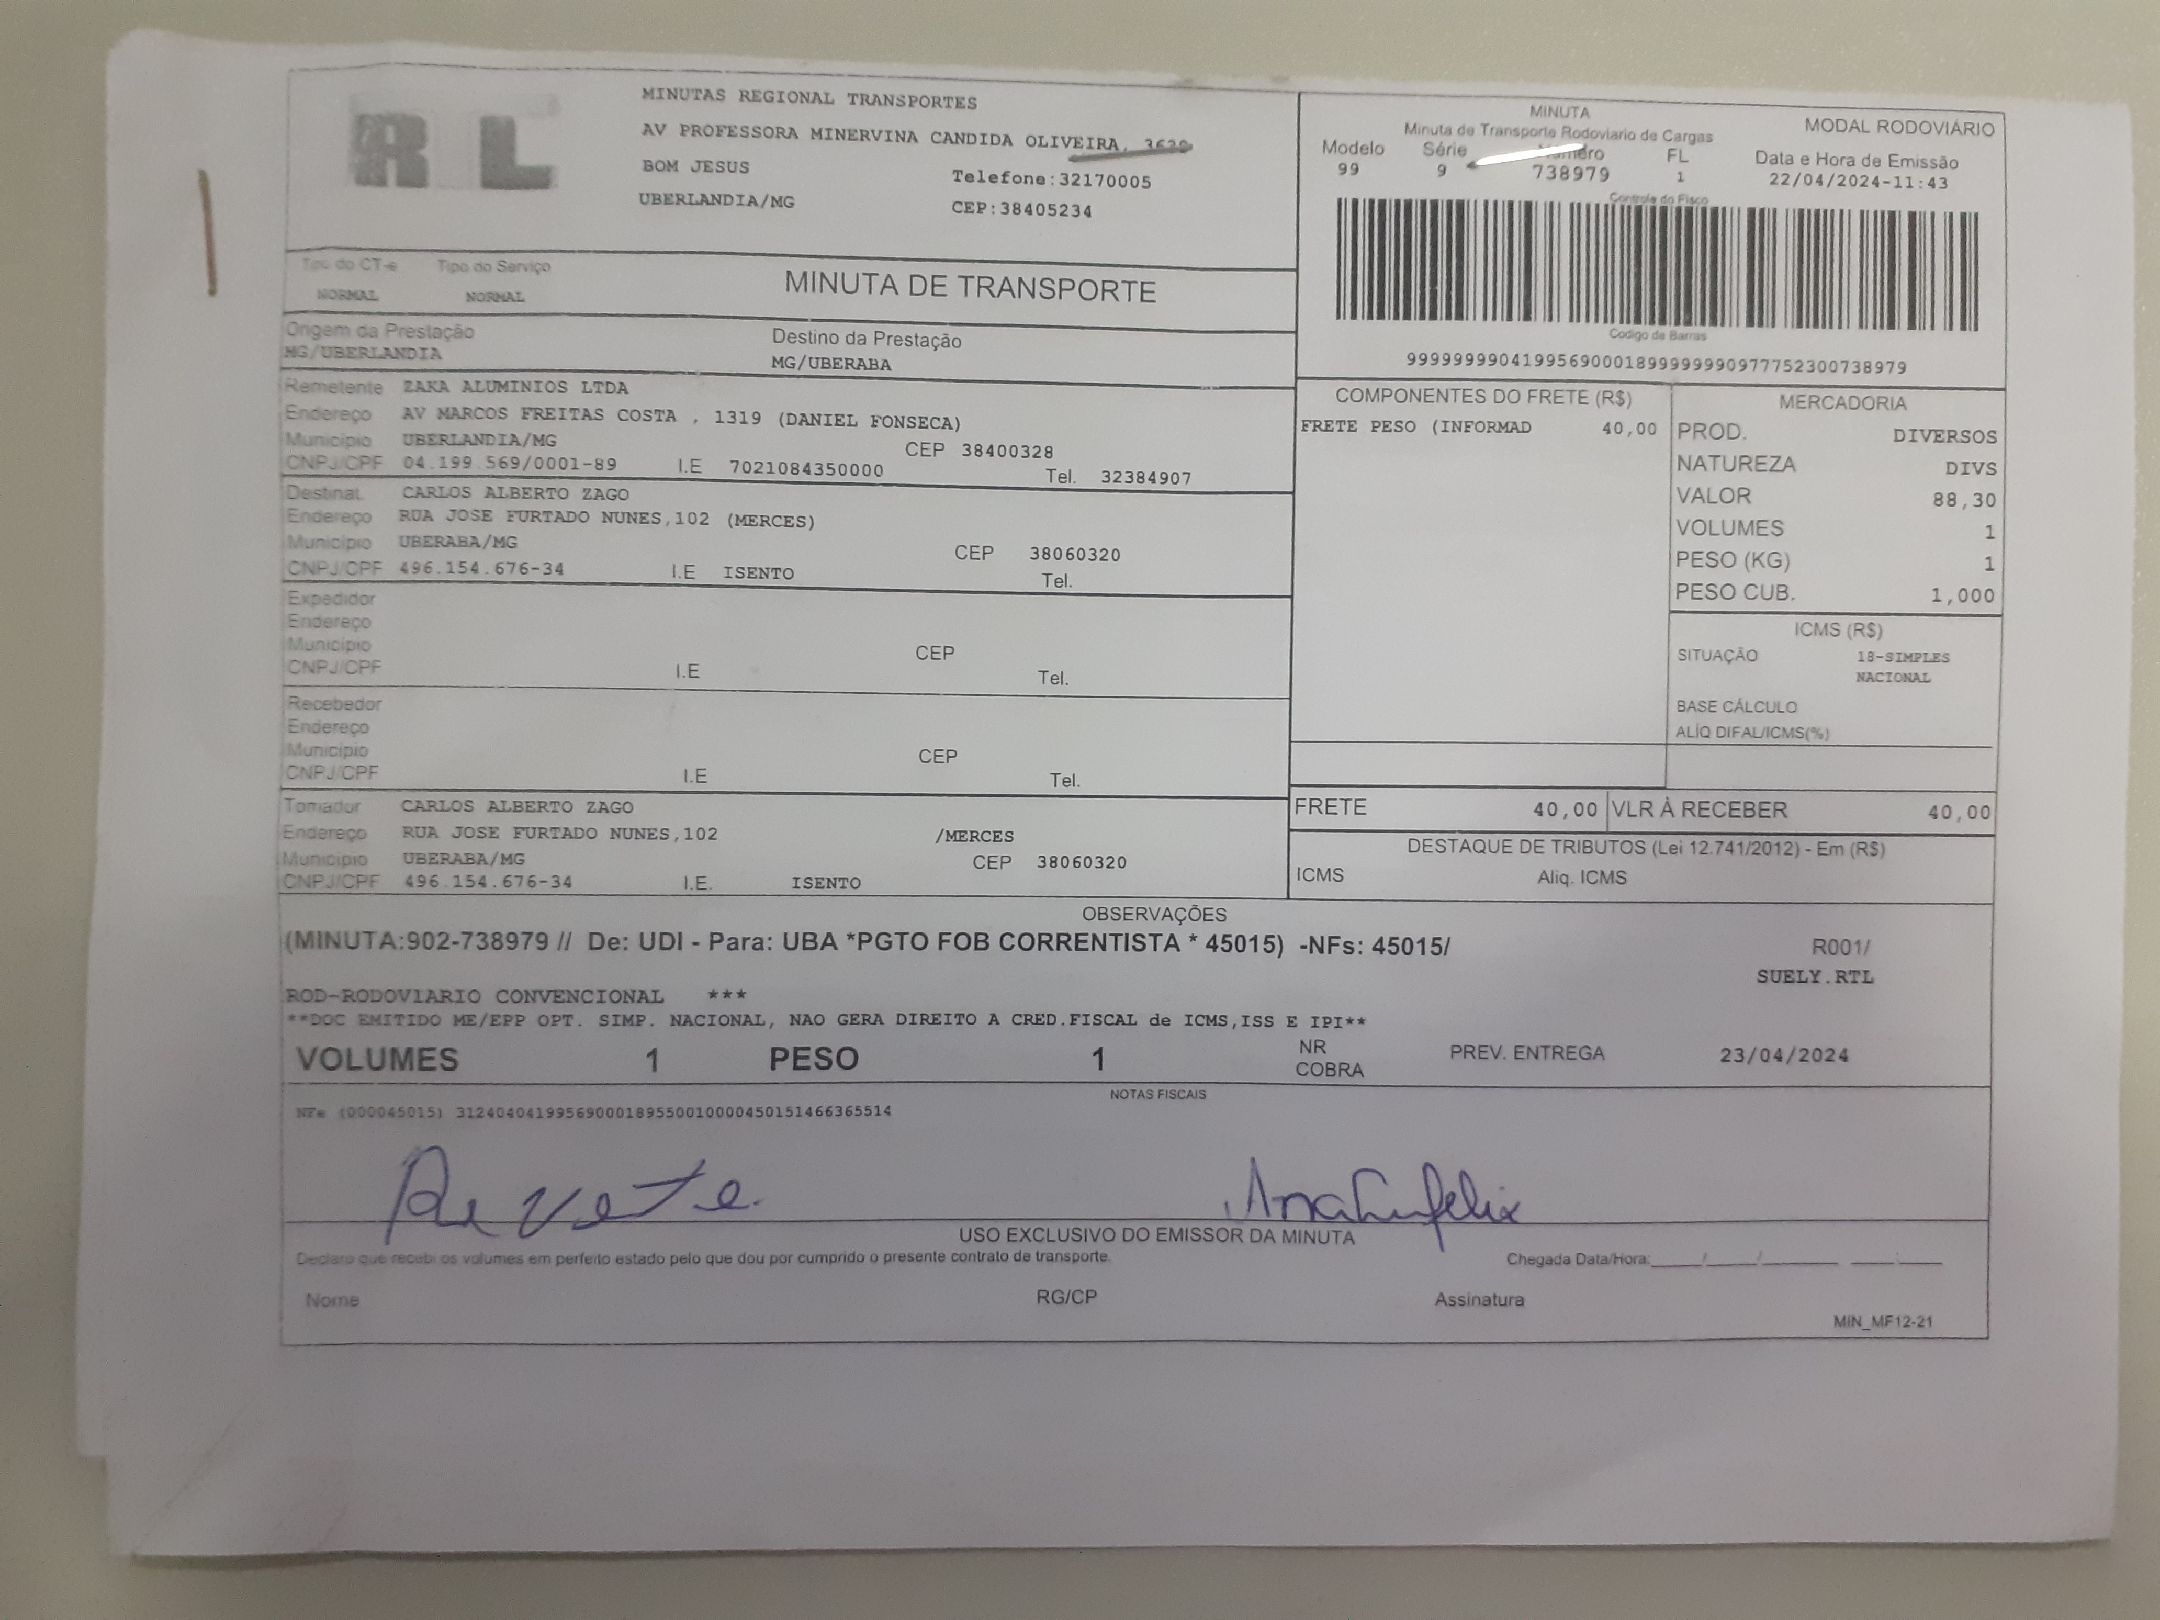 RTL
MINUTAS REGIONAL TRANSPORTES
AV PROFESSORA MINERVINA CANDIDA OLIVEIRA,
BOM JESUS
Telefone:32170005
UBERLANDIA/MG
CEP:38405234
MINUTA
Minuta de Transporte Rodoviario de Cargas
MODAL RODOVIÁRIO
Modelo Série Número FL
99 9 738979 1
Data e Hora de Emissão
22/04/2024-11:43
Controle do Fisco
Codigo de Barras
999999990419956900018999999990977752300738979
Tipo do CT-e Tipo do Serviço
NORMAL NORMAL
MINUTA DE TRANSPORTE
Origem da Prestação Destino da Prestação
MG/UBERLANDIA MG/UBERABA
Remetente ZAKA ALUMINIOS LTDA
Endereço AV MARCOS FREITAS COSTA , 1319 (DANIEL FONSECA)
Município UBERLANDIA/MG CEP 38400328
CNPJ/CPF 04.199.569/0001-89 I.E 7021084350000 Tel. 32384907
Destinat. CARLOS ALBERTO ZAGO
Endereço RUA JOSE FURTADO NUNES,102 (MERCES)
Município UBERABA/MG CEP 38060320
CNPJ/CPF 496.154.676-34 I.E ISENTO Tel.
Expedidor
Endereço
Município CEP
CNPJ/CPF I.E Tel.
Recebedor
Endereço
Município CEP
CNPJ/CPF I.E Tel.
Tomador CARLOS ALBERTO ZAGO
Endereço RUA JOSE FURTADO NUNES,102 /MERCES
Município UBERABA/MG CEP 38060320
CNPJ/CPF 496.154.676-34 I.E. ISENTO
COMPONENTES DO FRETE (R$)
FRETE PESO (INFORMAD 40,00
MERCADORIA
PROD. DIVERSOS
NATUREZA DIVS
VALOR 88,30
VOLUMES 1
PESO (KG) 1
PESO CUB. 1,000
ICMS (R$)
SITUAÇÃO 18-SIMPLES
NACIONAL
BASE CÁLCULO
ALÍQ DIFAL/ICMS(%)
FRETE 40,00 VLR À RECEBER 40,00
DESTAQUE DE TRIBUTOS (Lei 12.741/2012) - Em (R$)
ICMS Aliq. ICMS
OBSERVAÇÕES
(MINUTA:902-738979 // De: UDI - Para: UBA *PGTO FOB CORRENTISTA * 45015) -NFs: 45015/
R001/
SUELY.RTL
ROD-RODOV1ARIO CONVENCIONAL ***
**DOC EMITIDO ME/EPP OPT. SIMP. NACIONAL, NAO GERA DIREITO A CRED.FISCAL de ICMS,ISS E IPI**
VOLUMES 1 PESO 1
NR
COBRA
PREV. ENTREGA 23/04/2024
NOTAS FISCAIS
NFe (000045015) 31240404199569000189550010000450151466365514
USO EXCLUSIVO DO EMISSOR DA MINUTA
Declaro que recebi os volumes em perfeito estado pelo que dou por cumprido o presente contrato de transporte.
Chegada Data/Hora:____/____/______ ____:____
Nome RG/CP Assinatura
MIN_MF12-21